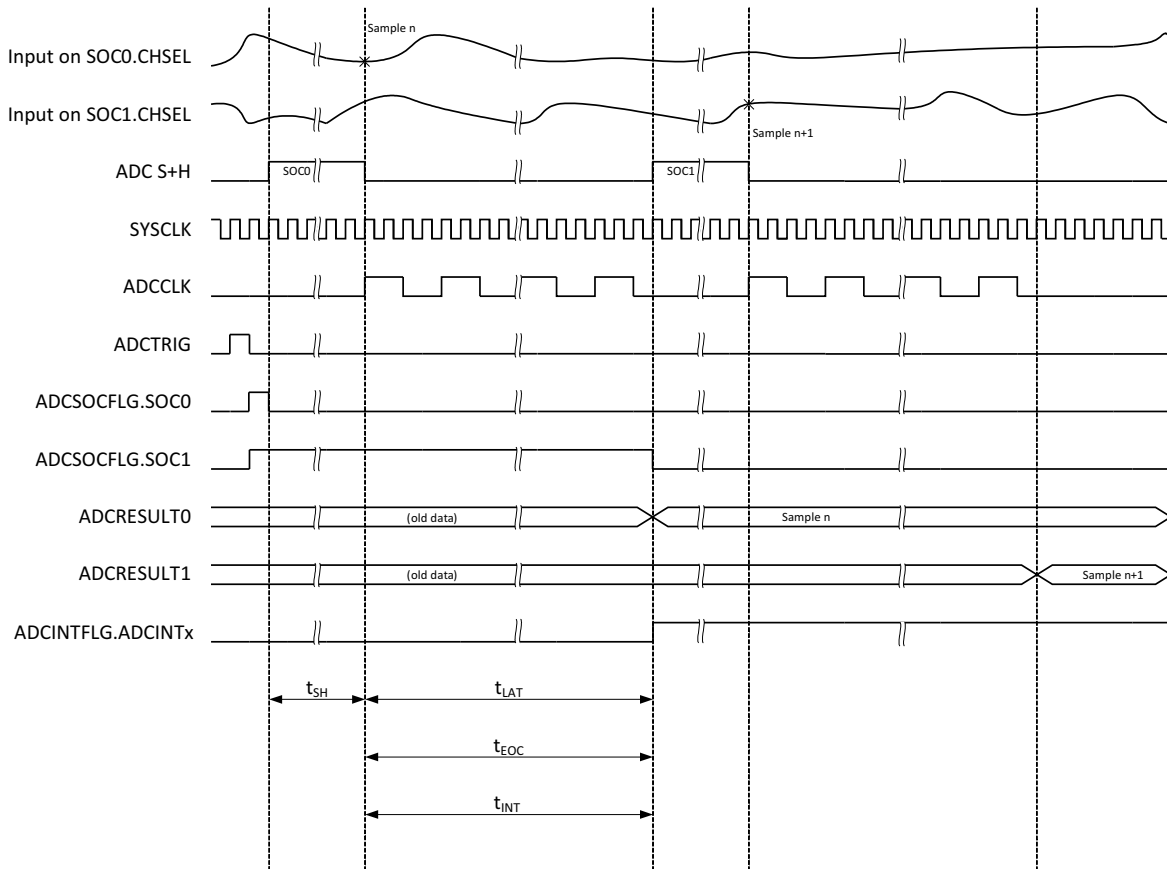 Sample n
Input on SOC0.CHSEL
Input on SOC1.CHSEL
Sample n+1
ADC S+H
SOC0
SOC1
SYSCLK
ADCCLK
ADCTRIG
ADCSOCFLG.SOC0
ADCSOCFLG.SOC1
ADCRESULT0
(old data)
Sample n
ADCRESULT1
(old data)
Sample n+1
ADCINTFLG.ADCINTx
tSH
tLAT
tEOC
tINT